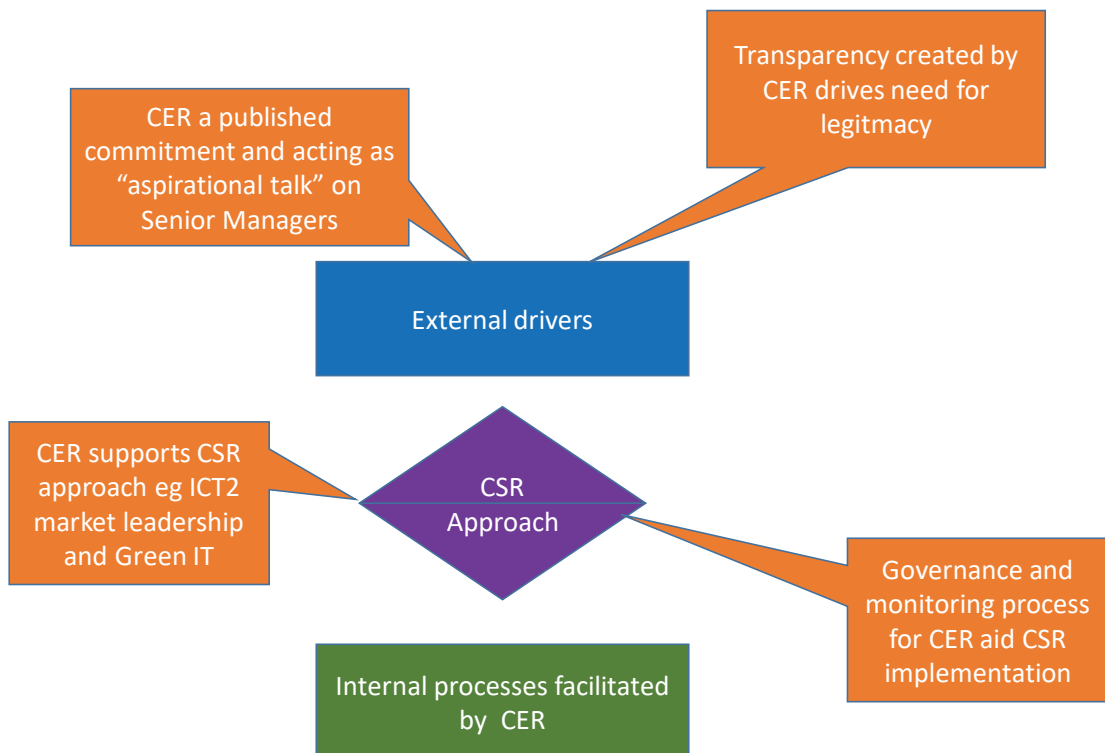 Transparency created by
CER drives need for
legitmacy
CER a published
commitment and acting as
“aspirational talk” on
Senior Managers
External drivers
CER supports CSR
approach eg ICT2
market leadership
and Green IT
CSR
Approach
Governance and
monitoring process
for CER aid CSR
implementation
Internal processes facilitated
by CER